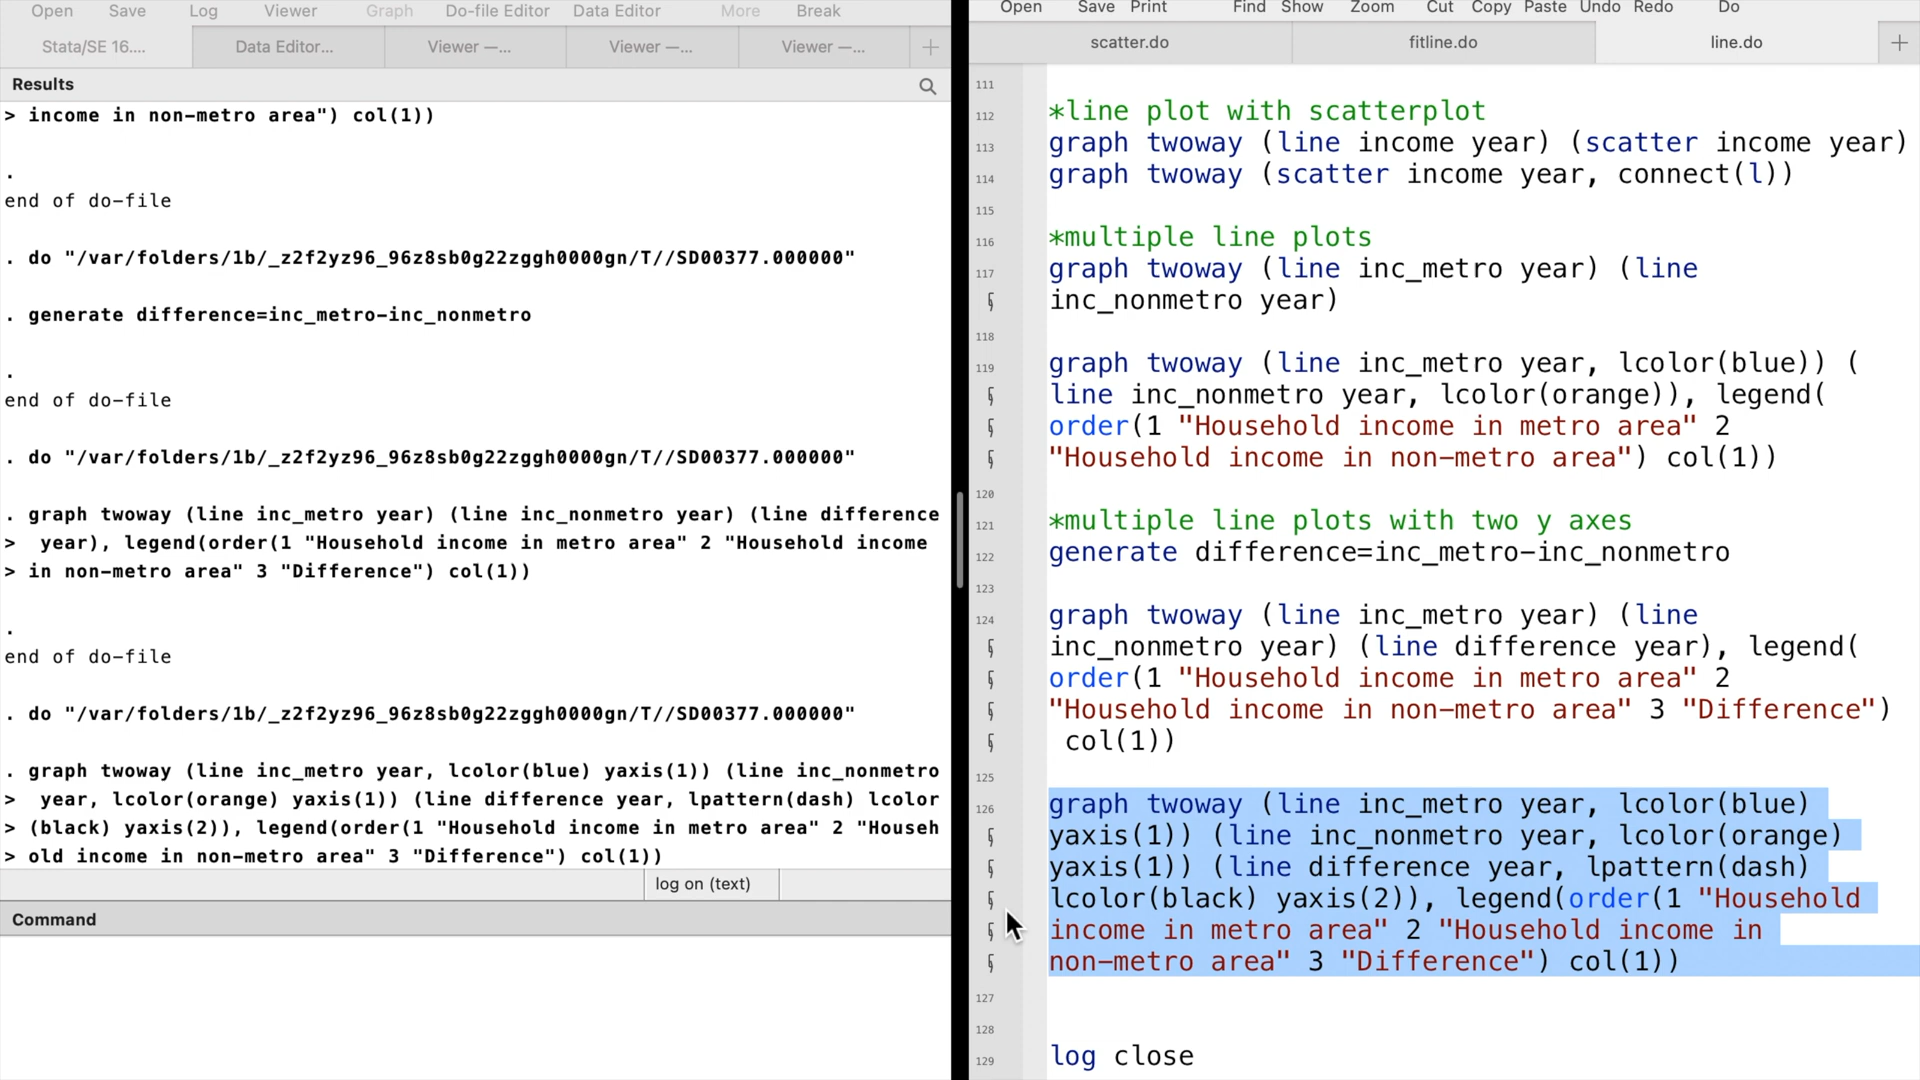 Open Save Log Viewer Graph Do-file Editor Data Editor More Break
Stata/SE 16.... Data Editor... Viewer —... Viewer —... Viewer —... +
Results
> income in non-metro area") col(1))
.
end of do-file
. do "/var/folders/1b/_z2f2yz96_96z8sb0g22zggh0000gn/T//SD00377.000000"
. generate difference=inc_metro-inc_nonmetro
.
end of do-file
. do "/var/folders/1b/_z2f2yz96_96z8sb0g22zggh0000gn/T//SD00377.000000"
. graph twoway (line inc_metro year) (line inc_nonmetro year) (line difference
>  year), legend(order(1 "Household income in metro area" 2 "Household income
> in non-metro area" 3 "Difference") col(1))
.
end of do-file
. do "/var/folders/1b/_z2f2yz96_96z8sb0g22zggh0000gn/T//SD00377.000000"
. graph twoway (line inc_metro year, lcolor(blue) yaxis(1)) (line inc_nonmetro
>  year, lcolor(orange) yaxis(1)) (line difference year, lpattern(dash) lcolor
> (black) yaxis(2)), legend(order(1 "Household income in metro area" 2 "Househ
> old income in non-metro area" 3 "Difference") col(1))
log on (text)
Command
Open Save Print Find Show Zoom Cut Copy Paste Undo Redo Do
scatter.do fitline.do line.do +
111
112 *line plot with scatterplot
113 graph twoway (line income year) (scatter income year)
114 graph twoway (scatter income year, connect(l))
115
116 *multiple line plots
117 graph twoway (line inc_metro year) (line
inc_nonmetro year)
118
119 graph twoway (line inc_metro year, lcolor(blue)) (
line inc_nonmetro year, lcolor(orange)), legend(
order(1 "Household income in metro area" 2
"Household income in non-metro area") col(1))
120
121 *multiple line plots with two y axes
122 generate difference=inc_metro-inc_nonmetro
123
124 graph twoway (line inc_metro year) (line
inc_nonmetro year) (line difference year), legend(
order(1 "Household income in metro area" 2
"Household income in non-metro area" 3 "Difference")
col(1))
125
126 graph twoway (line inc_metro year, lcolor(blue)
yaxis(1)) (line inc_nonmetro year, lcolor(orange)
yaxis(1)) (line difference year, lpattern(dash)
lcolor(black) yaxis(2)), legend(order(1 "Household
income in metro area" 2 "Household income in
non-metro area" 3 "Difference") col(1))
127
128
129 log close